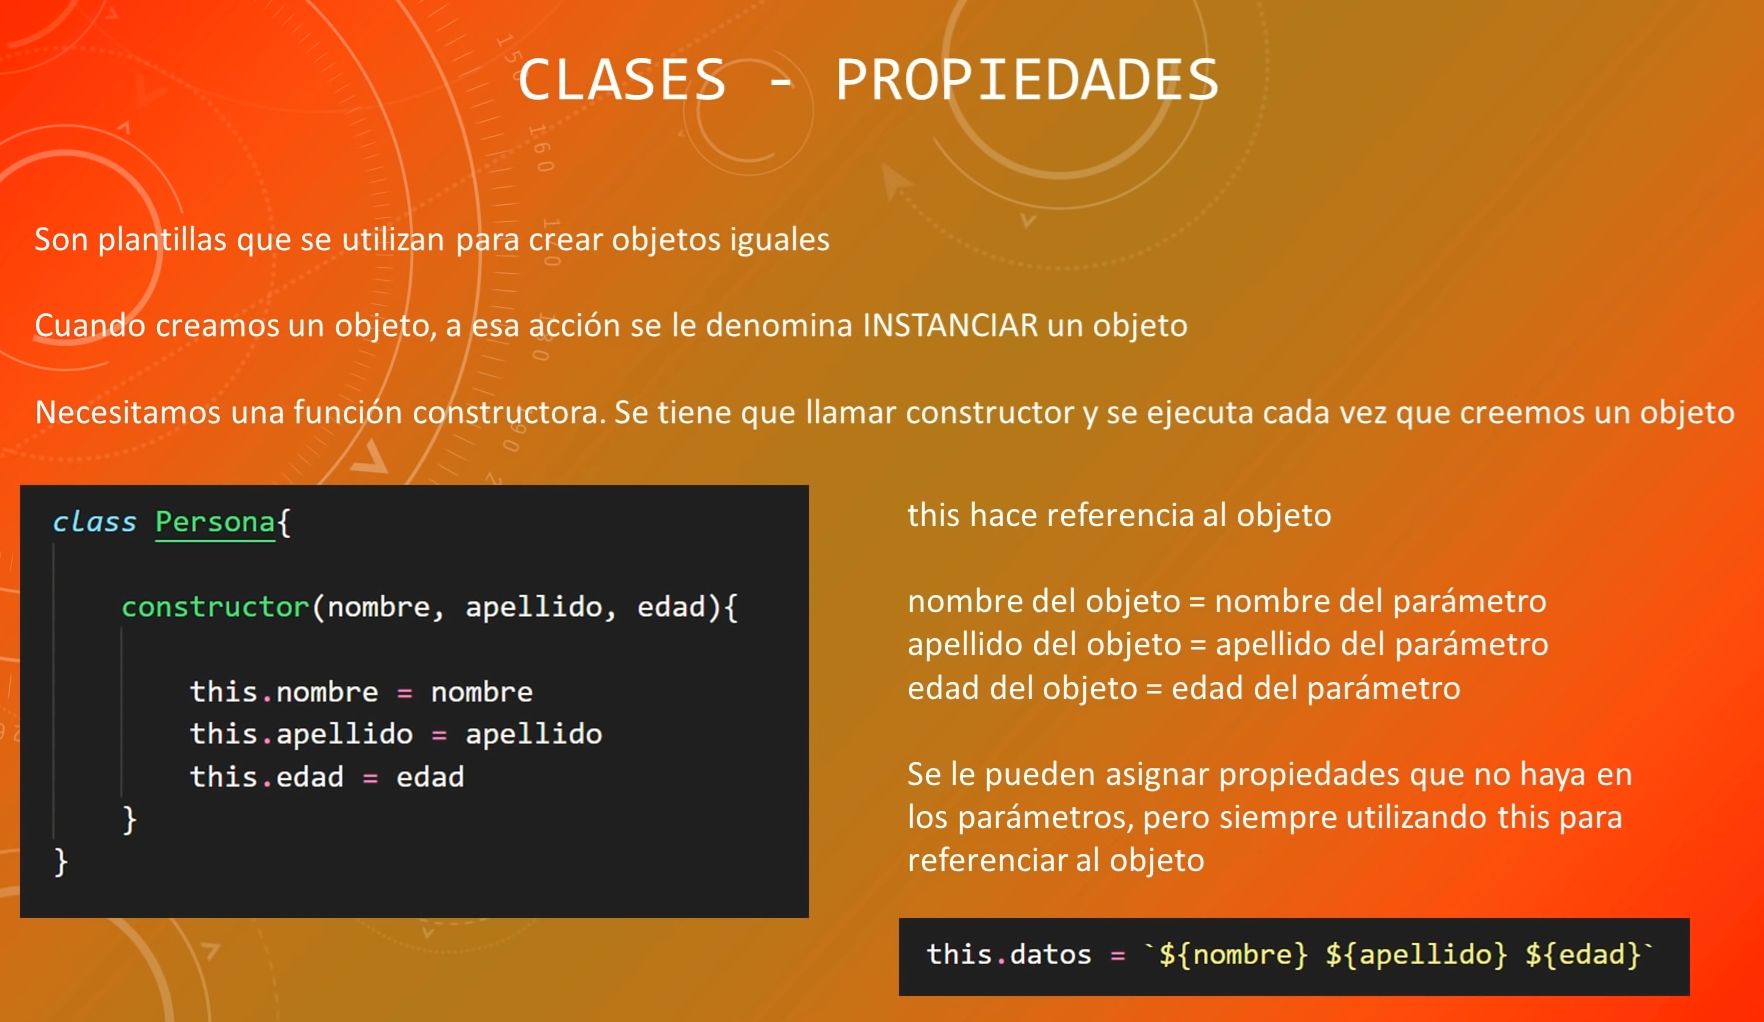 CLASES - PROPIEDADES
Son plantillas que se utilizan para crear objetos iguales
Cuando creamos un objeto, a esa acción se le denomina INSTANCIAR un objeto
Necesitamos una función constructora. Se tiene que llamar constructor y se ejecuta cada vez que creemos un objeto
class Persona{
constructor(nombre, apellido, edad){
this.nombre = nombre
this.apellido = apellido
this.edad = edad
}
}
this hace referencia al objeto
nombre del objeto = nombre del parámetro
apellido del objeto = apellido del parámetro
edad del objeto = edad del parámetro
Se le pueden asignar propiedades que no haya en
los parámetros, pero siempre utilizando this para
referenciar al objeto
this.datos = `${nombre} ${apellido} ${edad}`
150
160
170
180